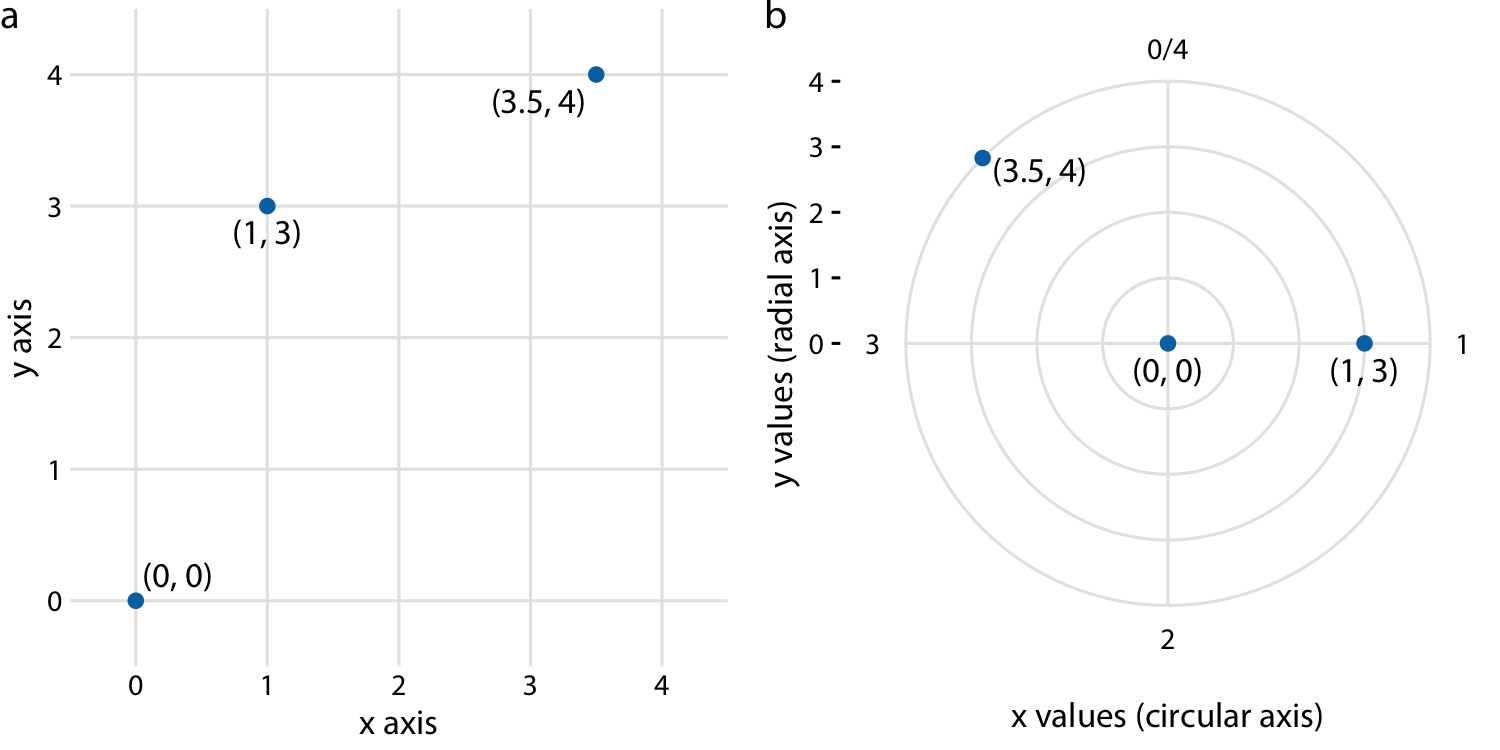 a
4
3
2
1
0
y axis
(3.5, 4)
(1, 3)
(0, 0)
0 1 2 3 4
x axis
b
0/4
4 -
3 -
2 -
1 -
0 -
y values (radial axis)
(3.5, 4)
3
1
(0, 0)
(1, 3)
2
x values (circular axis)